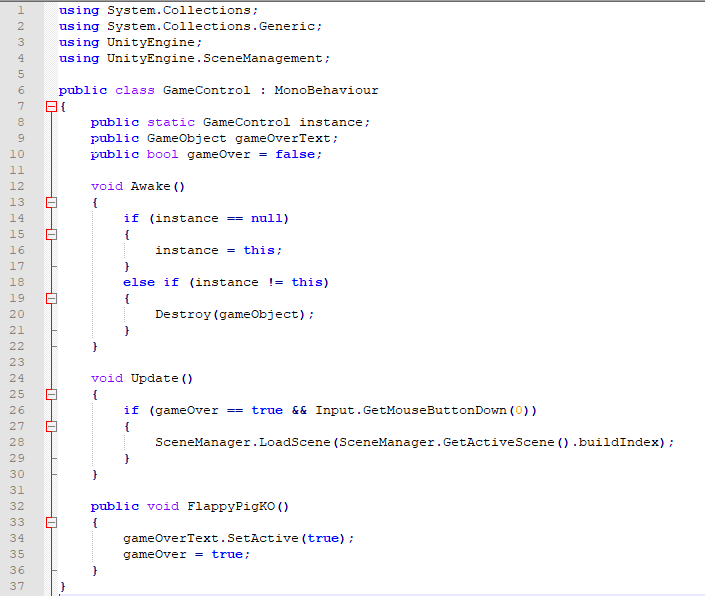 1 using System.Collections;
2 using System.Collections.Generic;
3 using UnityEngine;
4 using UnityEngine.SceneManagement;
5
6 public class GameControl : MonoBehaviour
7 {
8     public static GameControl instance;
9     public GameObject gameOverText;
10     public bool gameOver = false;
11
12     void Awake()
13     {
14         if (instance == null)
15         {
16             instance = this;
17         }
18         else if (instance != this)
19         {
20             Destroy(gameObject);
21         }
22     }
23
24     void Update()
25     {
26         if (gameOver == true && Input.GetMouseButtonDown(0))
27         {
28             SceneManager.LoadScene(SceneManager.GetActiveScene().buildIndex);
29         }
30     }
31
32     public void FlappyPigKO()
33     {
34         gameOverText.SetActive(true);
35         gameOver = true;
36     }
37 }